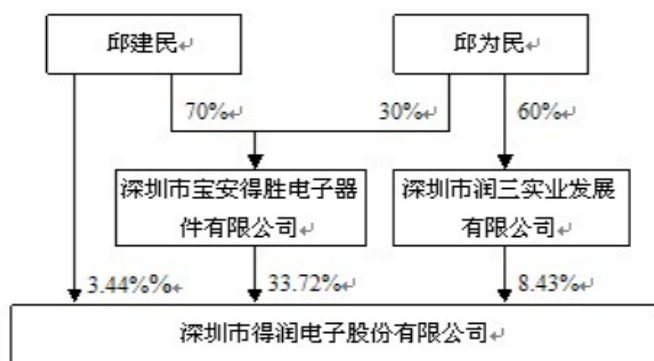 邱建民↵
邱为民↵
70%↵
30%↵
60%↵
深圳市宝安得胜电子器
件有限公司↵
深圳市润三实业发展
有限公司↵
3.44%%↵
33.72%↵
8.43%↵
深圳市得润电子股份有限公司↵